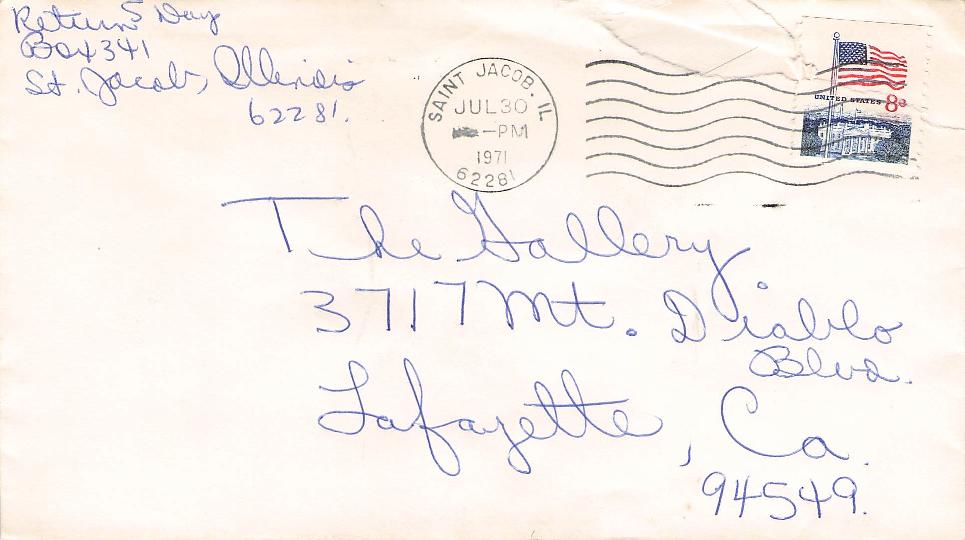 Return 5 Day
Box 341
St. Jacob, Illinois
62281.
SAINT JACOB. IL
JUL 30
-PM
1971
62281
UNITED STATES 8c
The Gallery
3717 Mt. Diablo
Blvd.
Lafayette, Ca.
94549.